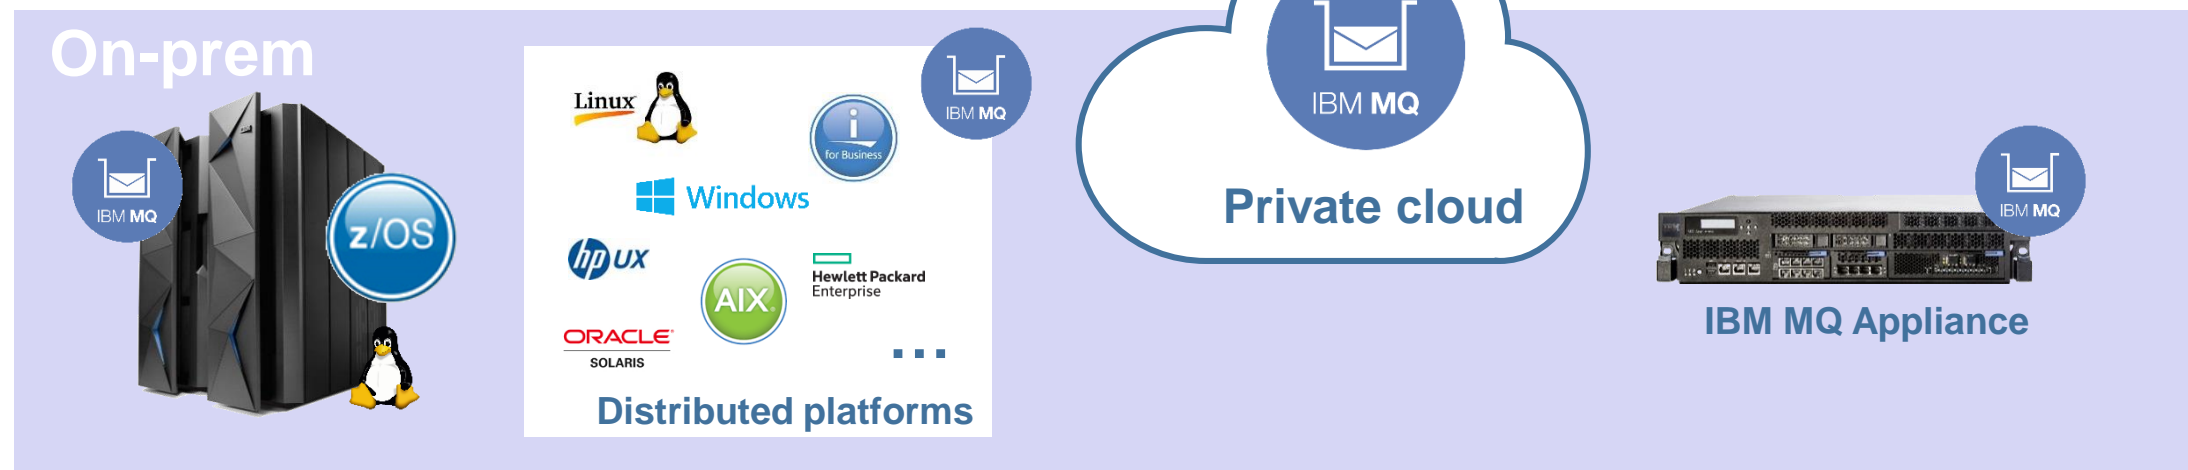 On-prem
IBM MQ
z/OS
Linux
i
for Business
IBM MQ
Windows
hp UX
AIX
Hewlett Packard
Enterprise
ORACLE
SOLARIS
...
Distributed platforms
IBM MQ
Private cloud
IBM MQ
IBM MQ Appliance